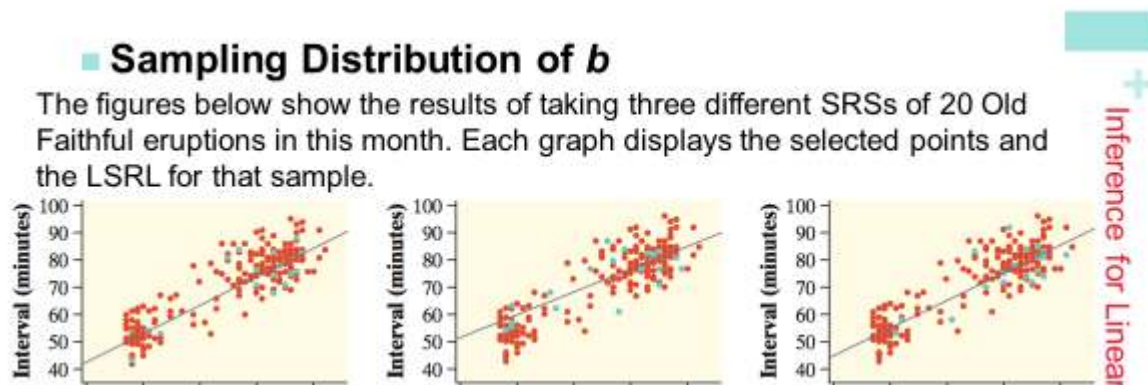 Sampling Distribution of b
The figures below show the results of taking three different SRSs of 20 Old
Faithful eruptions in this month. Each graph displays the selected points and
the LSRL for that sample.
Interval (minutes)
100
90
80
70
60
50
40
Interval (minutes)
100
90
80
70
60
50
40
Interval (minutes)
100
90
80
70
60
50
40
+
Inference for Linear